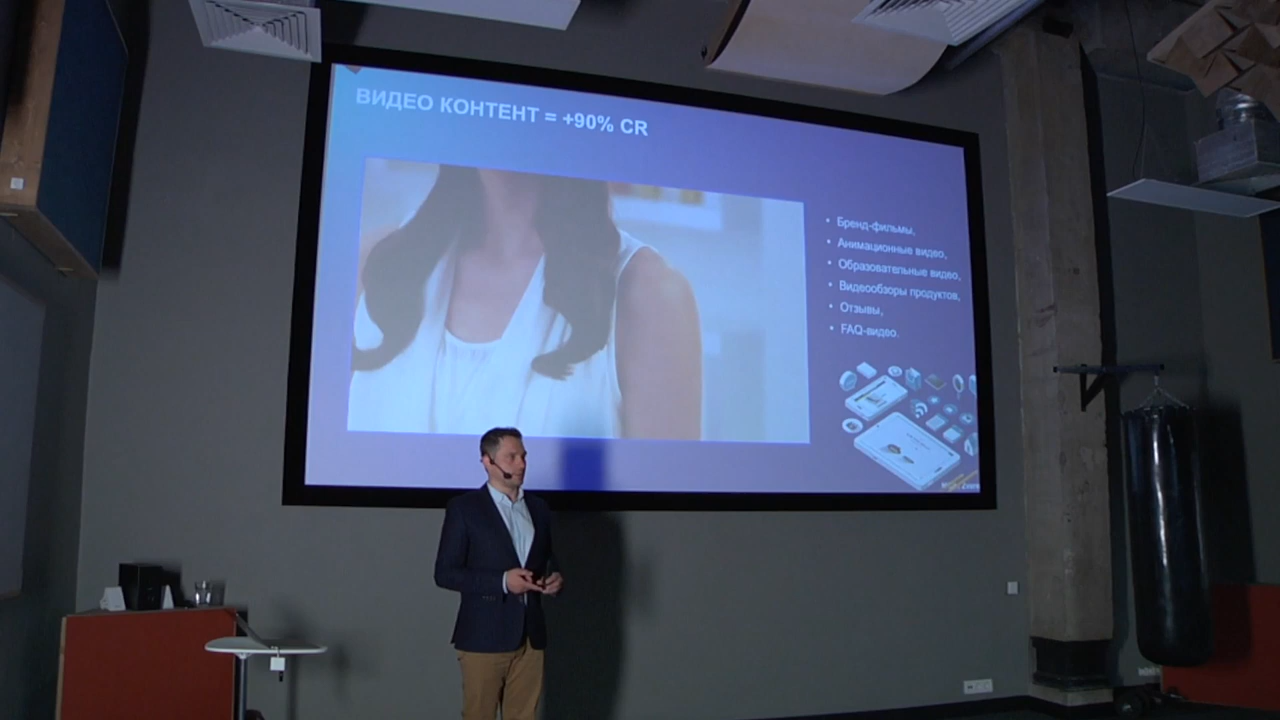 ВИДЕО КОНТЕНТ = +90% CR
• Бренд-фильмы,
• Анимационные видео,
• Образовательные видео,
• Видеообзоры продуктов,
• Отзывы,
• FAQ-видео.